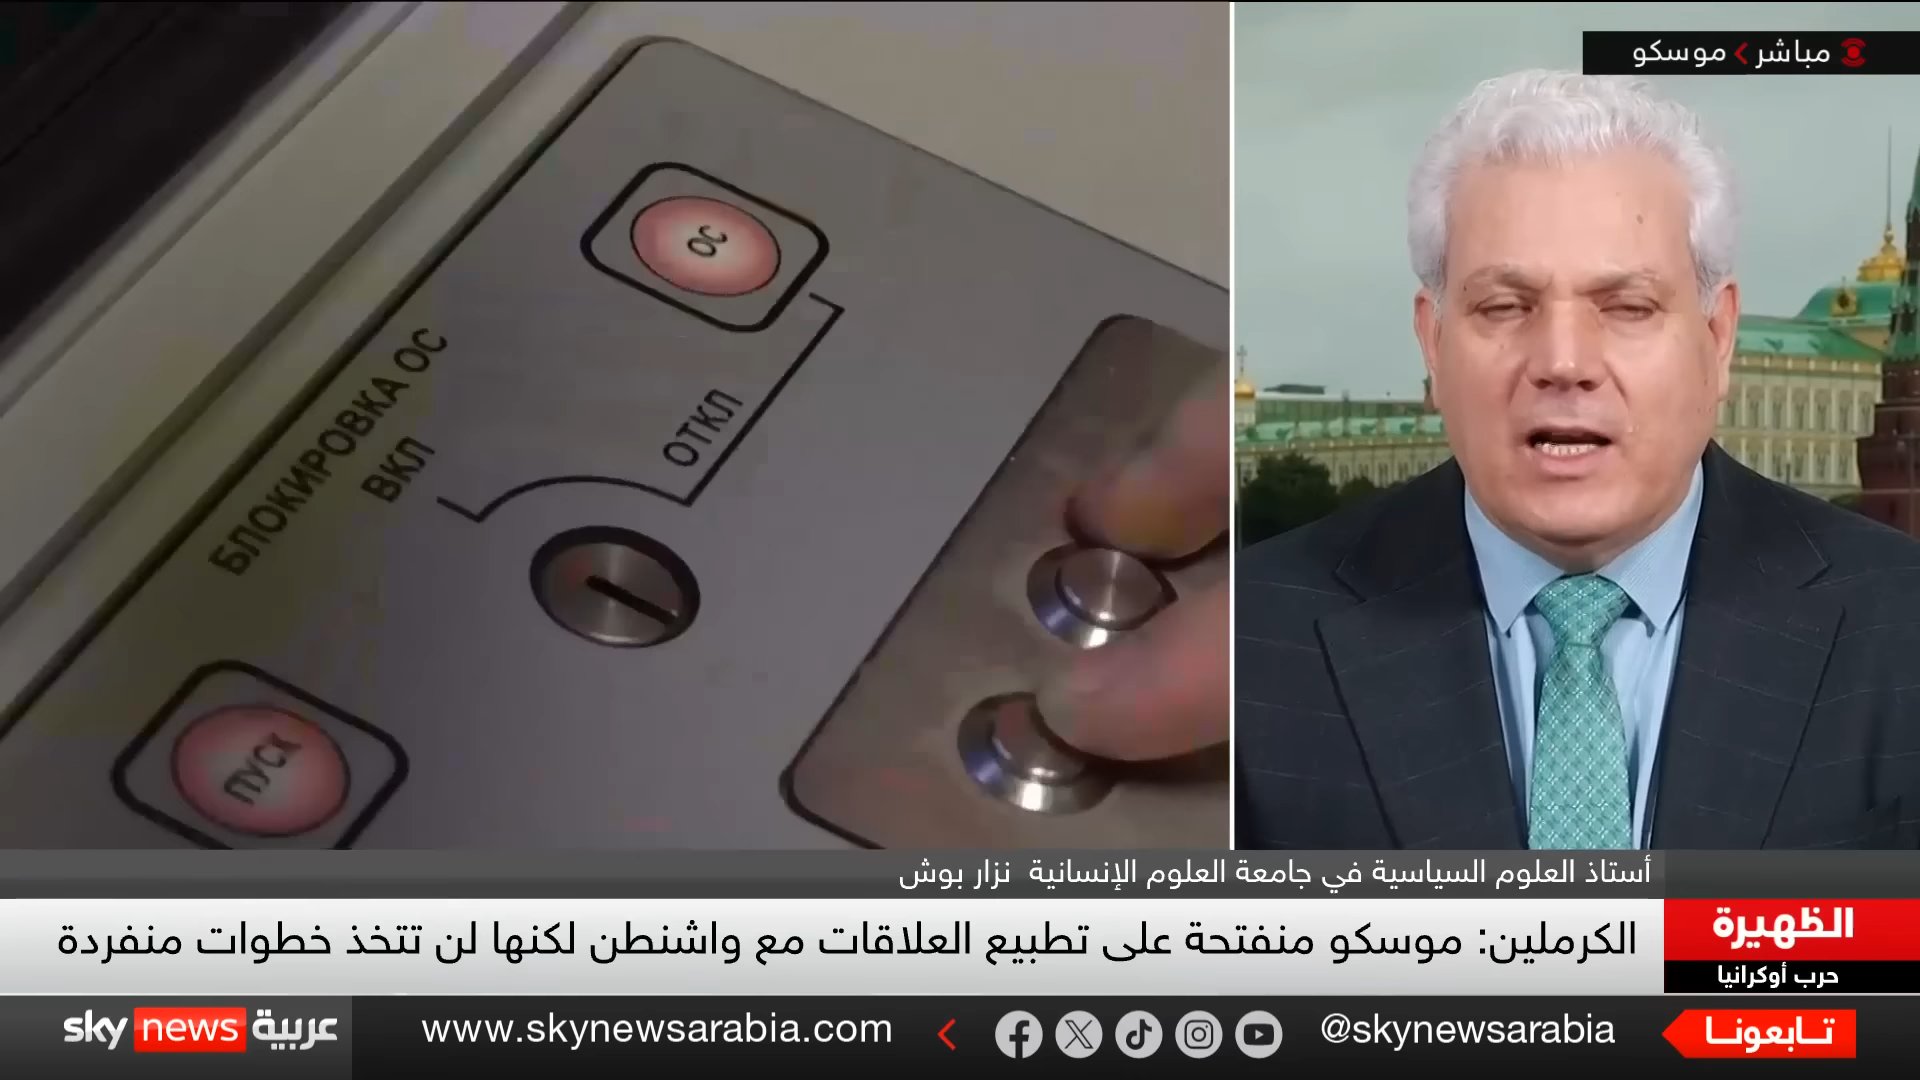 مباشر > موسكو
ОС
БЛОКИРОВКА ОС
ВКЛ
ОТКЛ
ПУСК
أستاذ العلوم السياسية في جامعة العلوم الإنسانية نزار بوش
الظهيرة
حرب أوكرانيا
الكرملين: موسكو منفتحة على تطبيع العلاقات مع واشنطن لكنها لن تتخذ خطوات منفردة
تابعونا
@skynewsarabia
www.skynewsarabia.com
sky news عربية